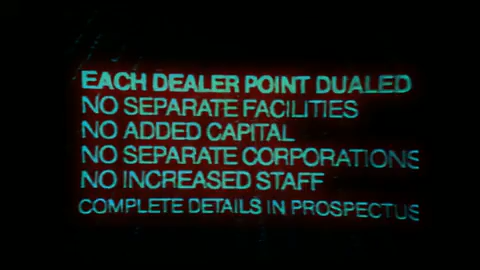 EACH DEALER POINT DUALED
NO SEPARATE FACILITIES
NO ADDED CAPITAL
NO SEPARATE CORPORATIONS
NO INCREASED STAFF
COMPLETE DETAILS IN PROSPECTUS